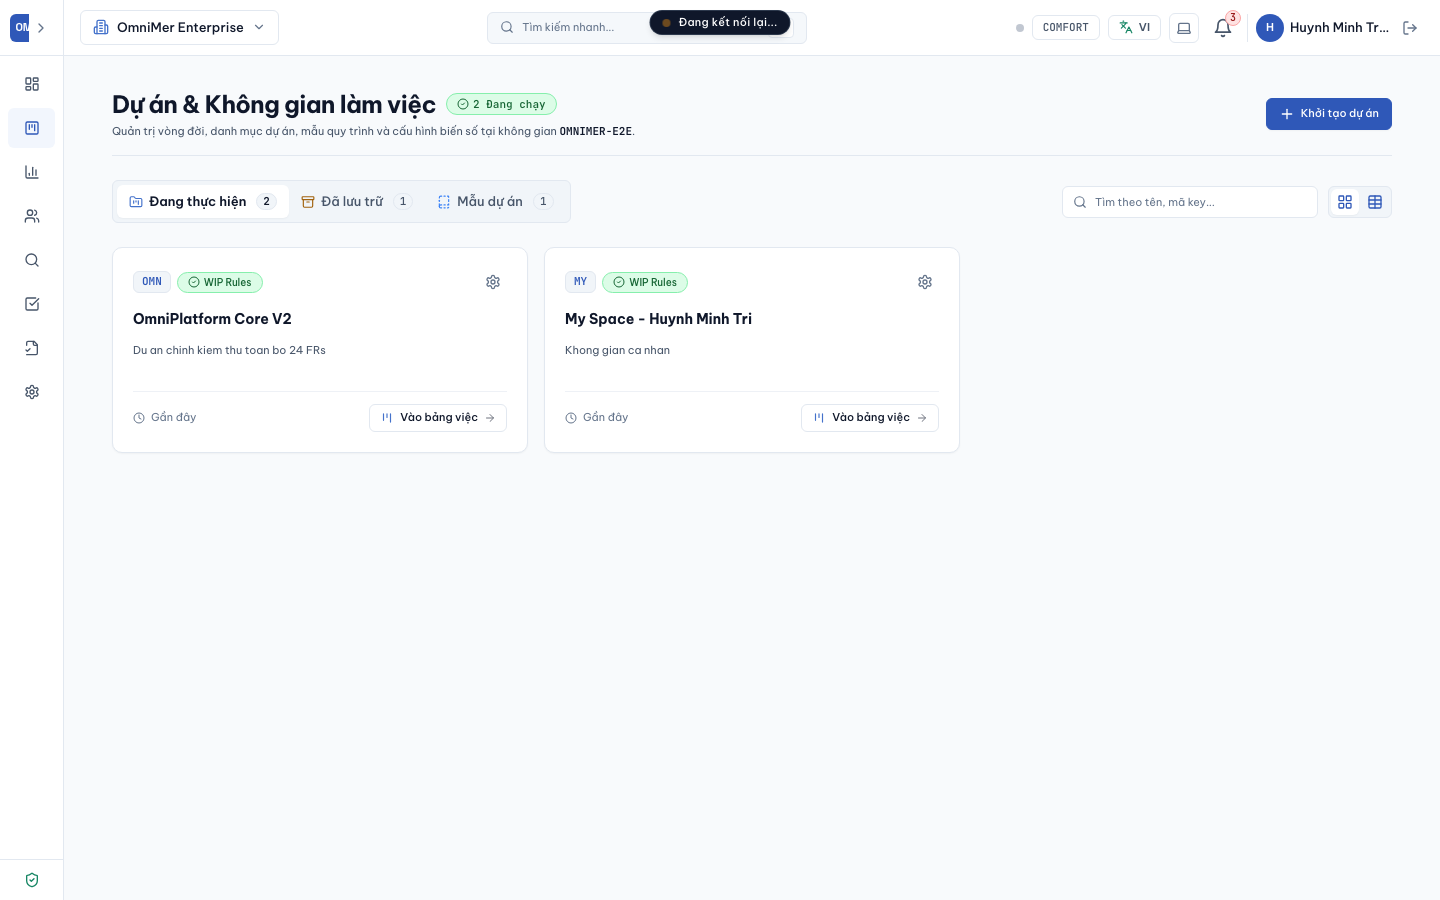 OmniMer Enterprise
Tìm kiếm nhanh...
Đang kết nối lại...
COMFORT
VI
3
H
Huynh Minh Tr...
Dự án & Không gian làm việc
2 Đang chạy
Quản trị vòng đời, danh mục dự án, mẫu quy trình và cấu hình biến số tại không gian OMNIMER-E2E.
Khởi tạo dự án
Đang thực hiện 2
Đã lưu trữ 1
Mẫu dự án 1
Tìm theo tên, mã key...
OMN
WIP Rules
OmniPlatform Core V2
Du an chinh kiem thu toan bo 24 FRs
Gần đây
Vào bảng việc
MY
WIP Rules
My Space - Huynh Minh Tri
Khong gian ca nhan
Gần đây
Vào bảng việc